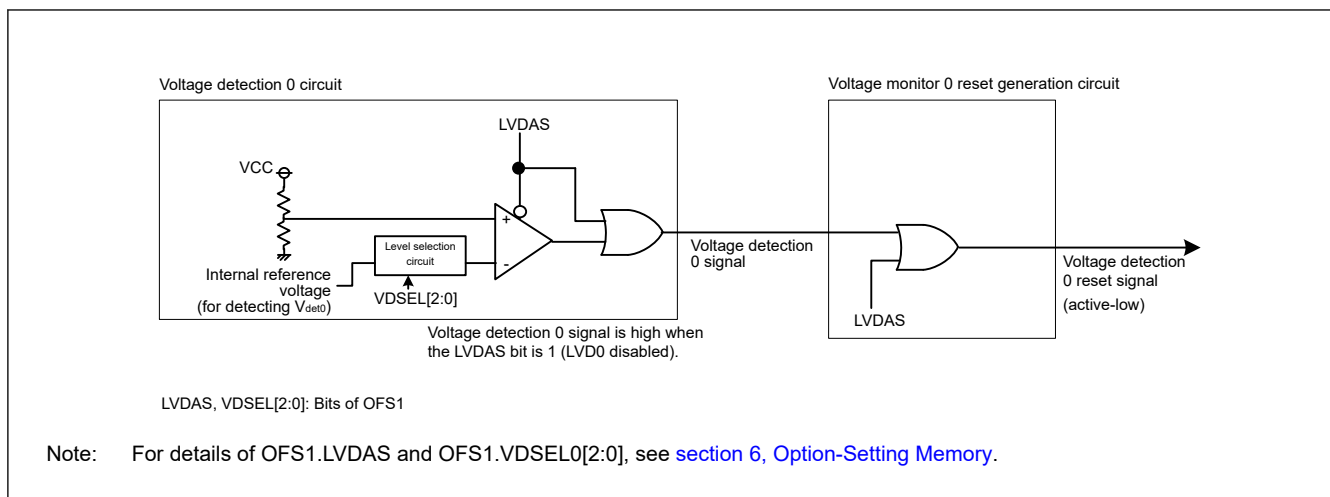 Voltage detection 0 circuit
Voltage monitor 0 reset generation circuit
LVDAS
VCC
+
Level selection
circuit
-
Internal reference
voltage
(for detecting Vdet0)
VDSEL[2:0]
Voltage detection
0 signal
LVDAS
Voltage detection
0 reset signal
(active-low)
Voltage detection 0 signal is high when
the LVDAS bit is 1 (LVD0 disabled).
LVDAS, VDSEL[2:0]: Bits of OFS1
Note: For details of OFS1.LVDAS and OFS1.VDSEL0[2:0], see section 6, Option-Setting Memory.